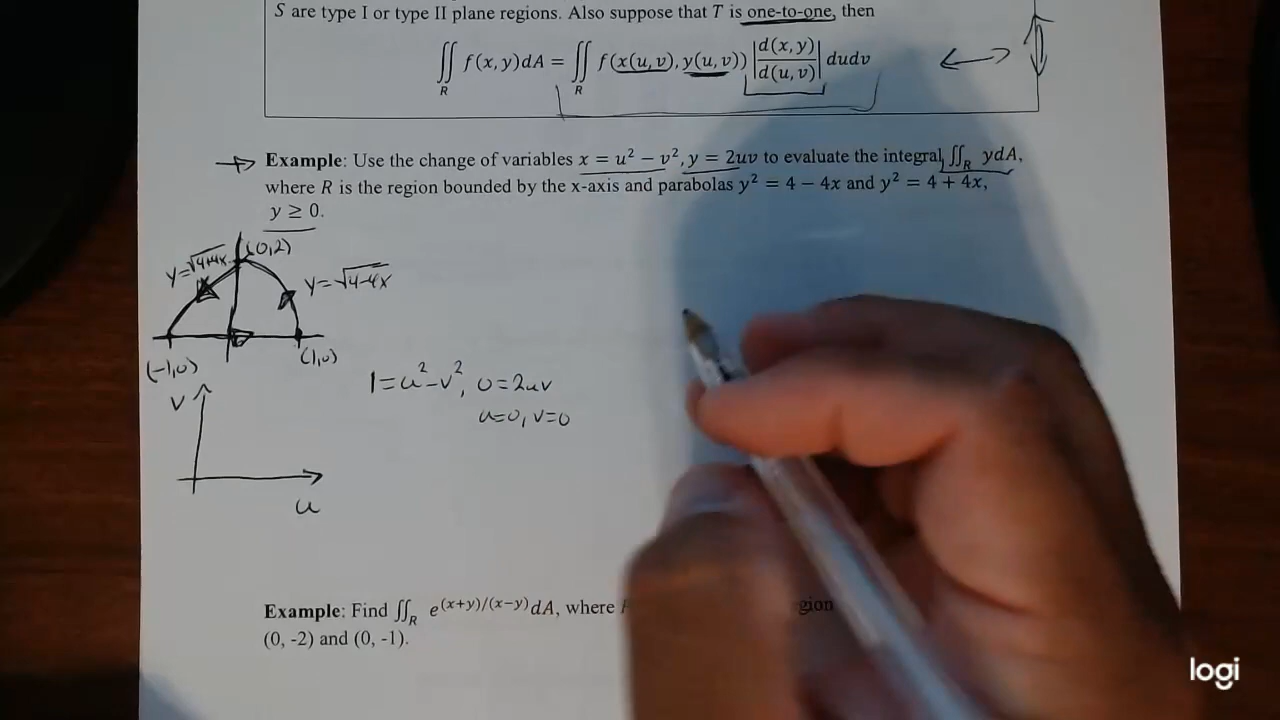 S are type I or type II plane regions. Also suppose that T is one-to-one, then
∬_R f(x, y)dA = ∬_R f(x(u, v), y(u, v)) |d(x, y)/d(u, v)| dudv
Example: Use the change of variables x = u² − v², y = 2uv to evaluate the integral ∬_R ydA,
where R is the region bounded by the x-axis and parabolas y² = 4 − 4x and y² = 4 + 4x,
y ≥ 0.
(0,2)
y=√4+4x
y=√4-4x
(-1,0)
(1,0)
1=u²-v², 0=2uv
u=0, v=0
v
u
Example: Find ∬_R e^(x+y)/(x−y) dA, where
(0, -2) and (0, -1).
logi